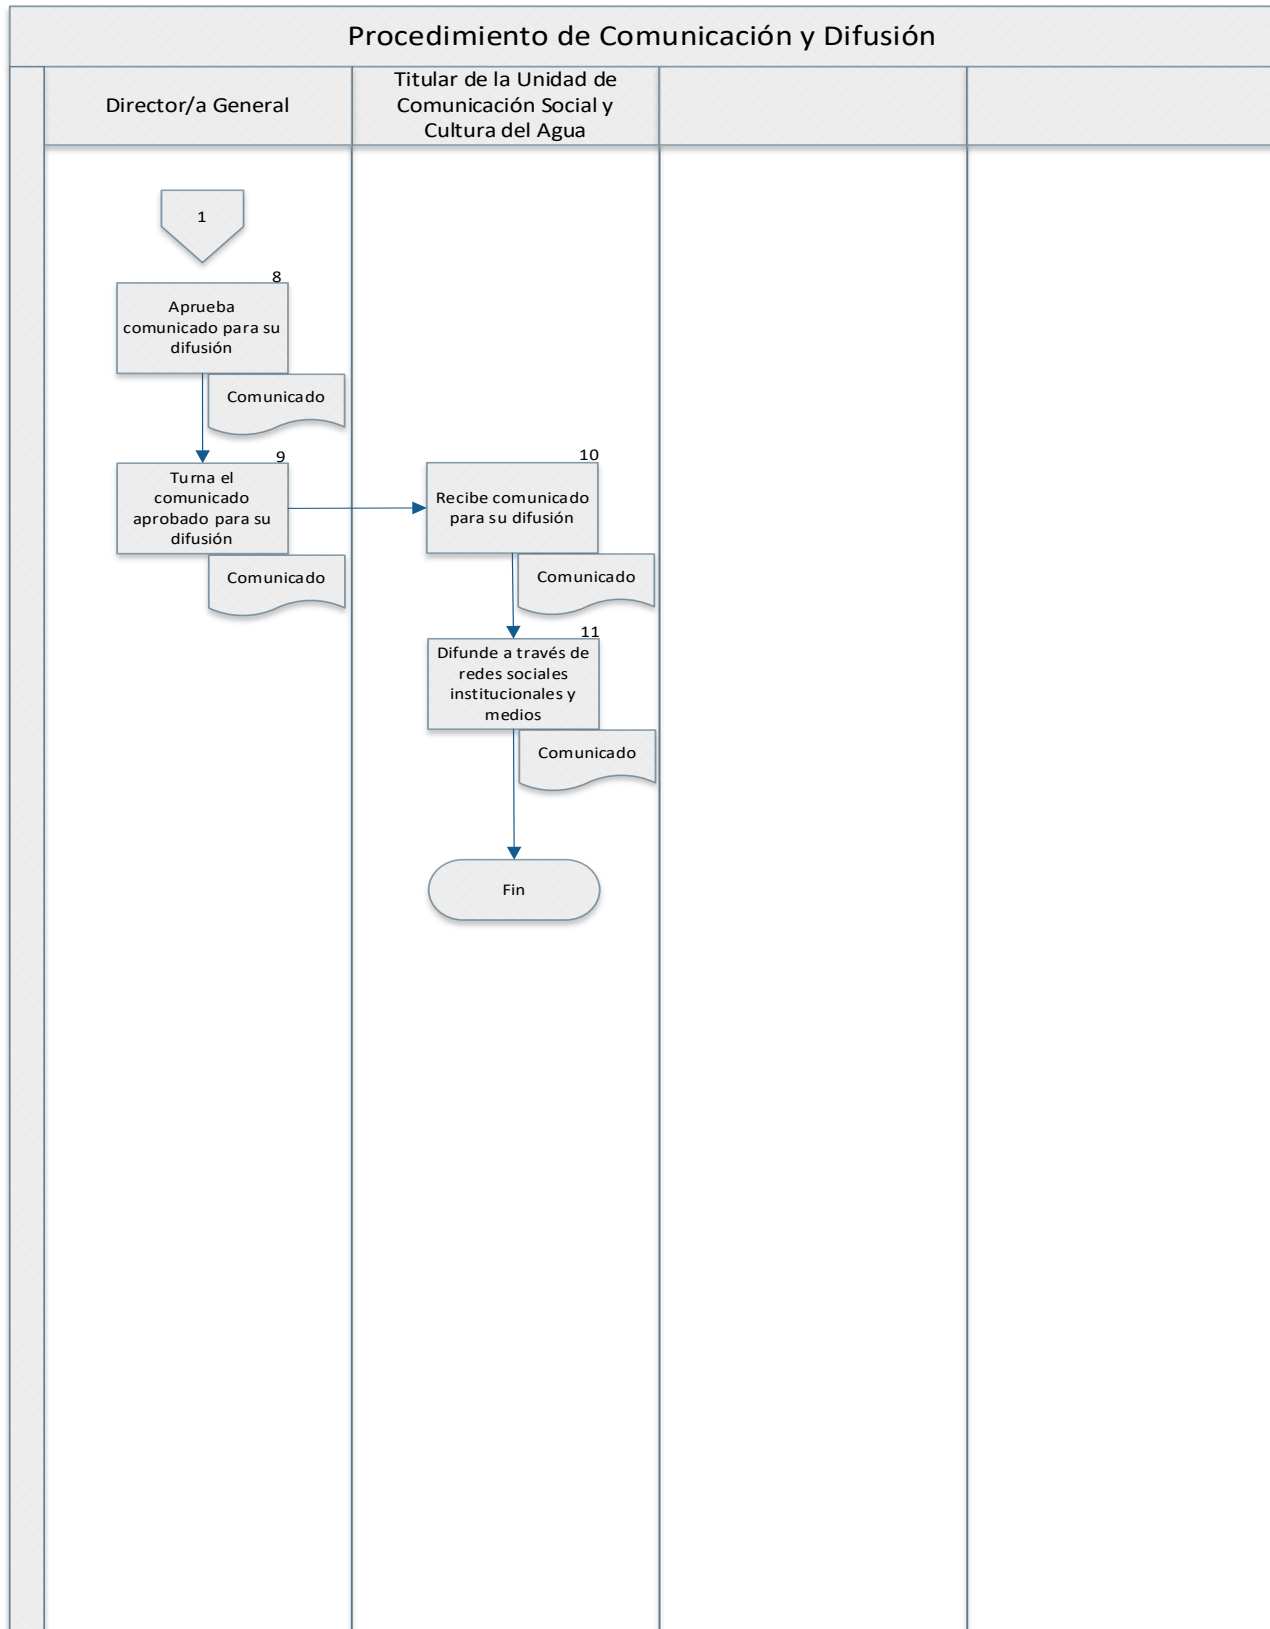 Procedimiento de Comunicación y Difusión
Director/a General
Titular de la Unidad de
Comunicación Social y
Cultura del Agua
1
8
Aprueba
comunicado para su
difusión
Comunicado
9
Turna el
comunicado
aprobado para su
difusión
Comunicado
10
Recibe comunicado
para su difusión
Comunicado
11
Difunde a través de
redes sociales
institucionales y
medios
Comunicado
Fin